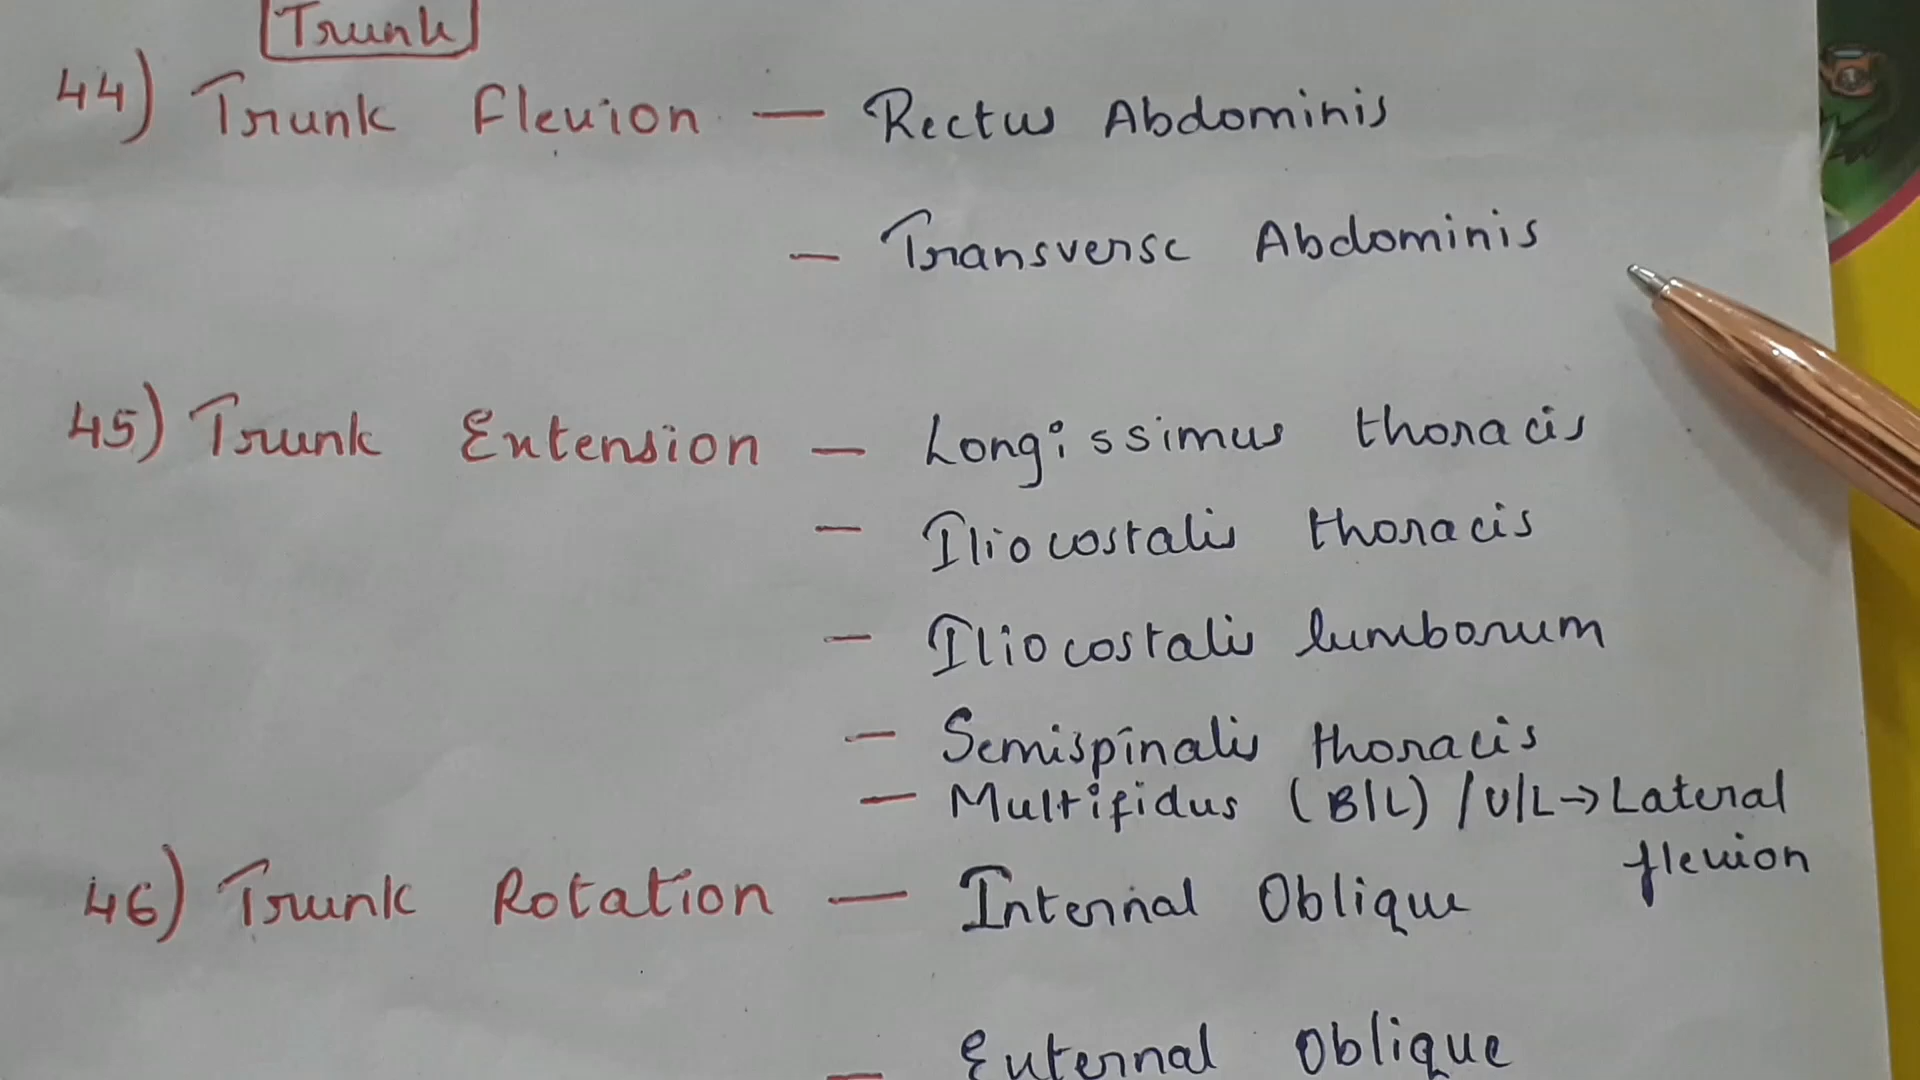 Trunk
44) Trunk Flexion — Rectus Abdominis
— Transverse Abdominis
45) Trunk Extension — Longissimus thoracis
— Iliocostalis thoracis
— Iliocostalis lumborum
— Semispinalis thoracis
— Multifidus (B/L) / U/L → Lateral
flexion
46) Trunk Rotation — Internal Oblique
— External Oblique